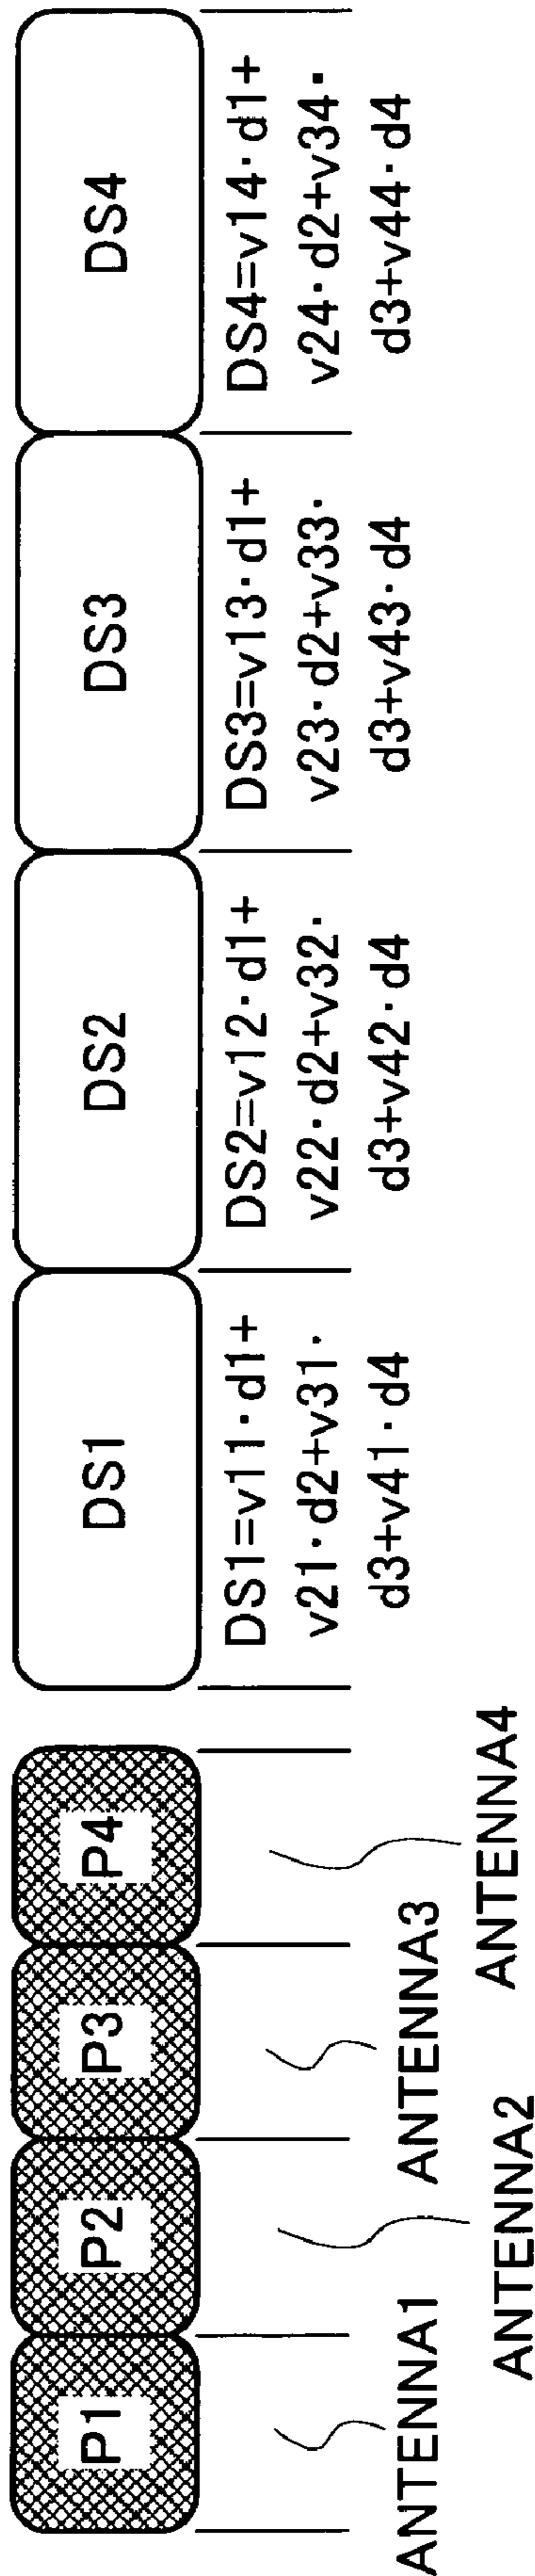 P1
P2
P3
P4
DS1
DS2
DS3
DS4
ANTENNA1
ANTENNA2
ANTENNA3
ANTENNA4
DS1=v11·d1+
v21·d2+v31·
d3+v41·d4
DS2=v12·d1+
v22·d2+v32·
d3+v42·d4
DS3=v13·d1+
v23·d2+v33·
d3+v43·d4
DS4=v14·d1+
v24·d2+v34·
d3+v44·d4